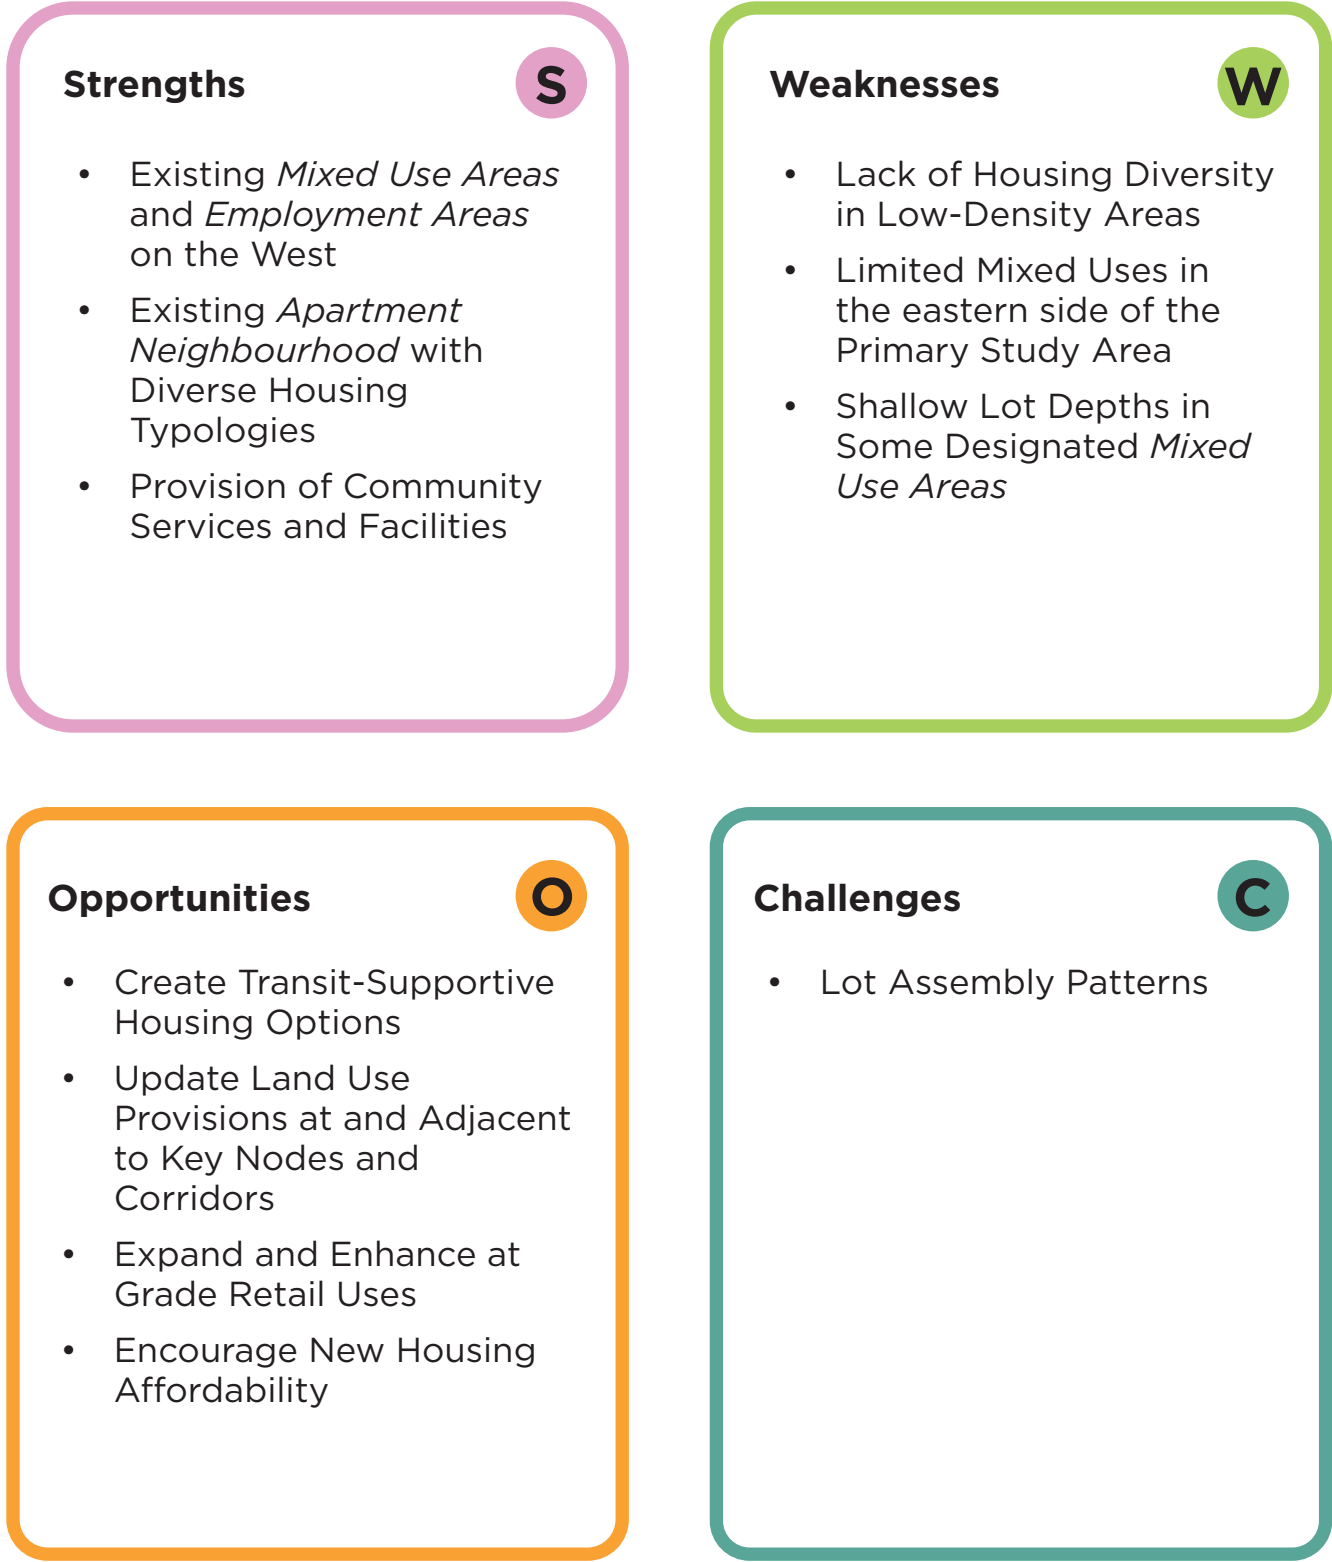 Strengths
S
• Existing Mixed Use Areas
and Employment Areas
on the West
• Existing Apartment
Neighbourhood with
Diverse Housing
Typologies
• Provision of Community
Services and Facilities
Weaknesses
W
• Lack of Housing Diversity
in Low-Density Areas
• Limited Mixed Uses in
the eastern side of the
Primary Study Area
• Shallow Lot Depths in
Some Designated Mixed
Use Areas
Opportunities
O
• Create Transit-Supportive
Housing Options
• Update Land Use
Provisions at and Adjacent
to Key Nodes and
Corridors
• Expand and Enhance at
Grade Retail Uses
• Encourage New Housing
Affordability
Challenges
C
• Lot Assembly Patterns